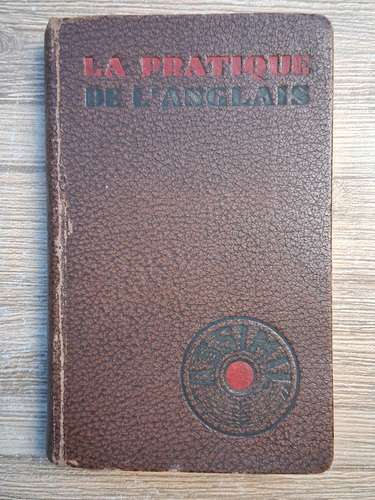 LA PRATIQUE
DE L'ANGLAIS
ASSIMIL